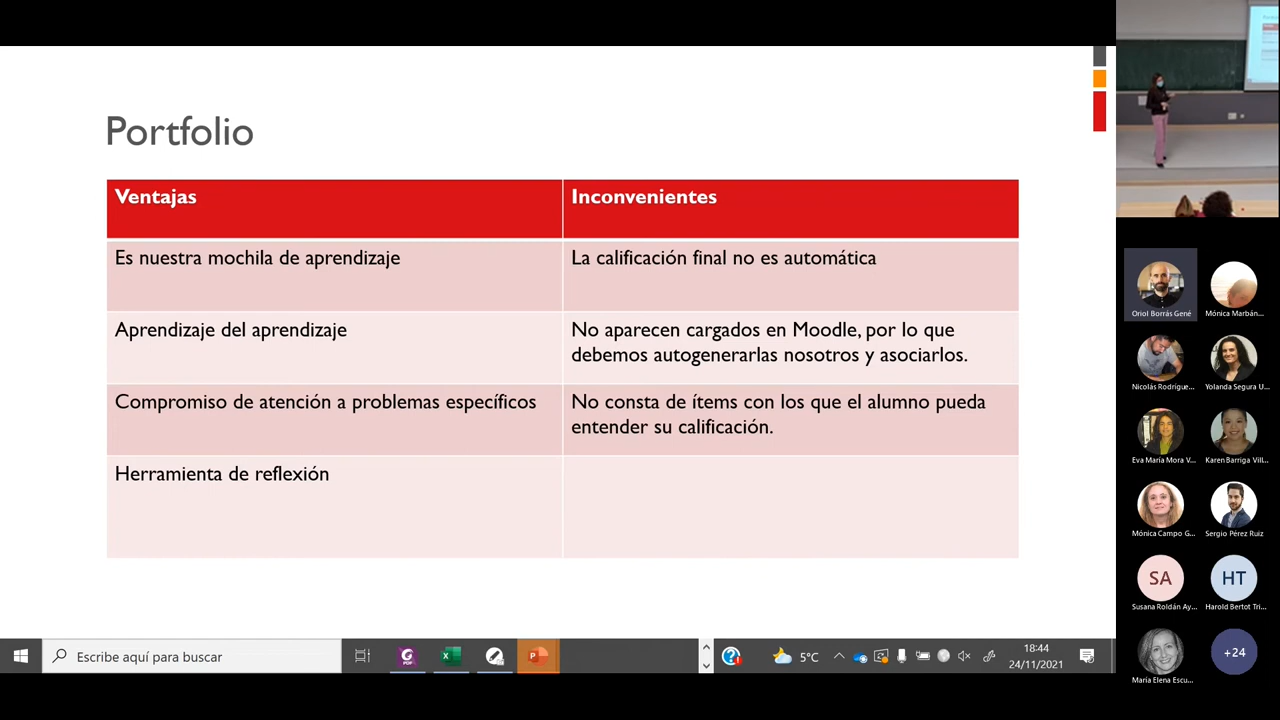 Portfolio
Ventajas
Inconvenientes
Es nuestra mochila de aprendizaje
La calificación final no es automática
Aprendizaje del aprendizaje
No aparecen cargados en Moodle, por lo que
debemos autogenerarlas nosotros y asociarlos.
Compromiso de atención a problemas específicos
No consta de ítems con los que el alumno pueda
entender su calificación.
Herramienta de reflexión
Oriol Borrás Gené
Mónica Marbán...
Nicolás Rodrígue...
Yolanda Segura U...
Eva María Mora V...
Karen Barriga Vill...
Mónica Campo G...
Sergio Pérez Ruiz
SA
HT
Susana Roldán Ay...
Harold Bertot Tri...
María Elena Escu...
+24
Escribe aquí para buscar
5°C
18:44
24/11/2021